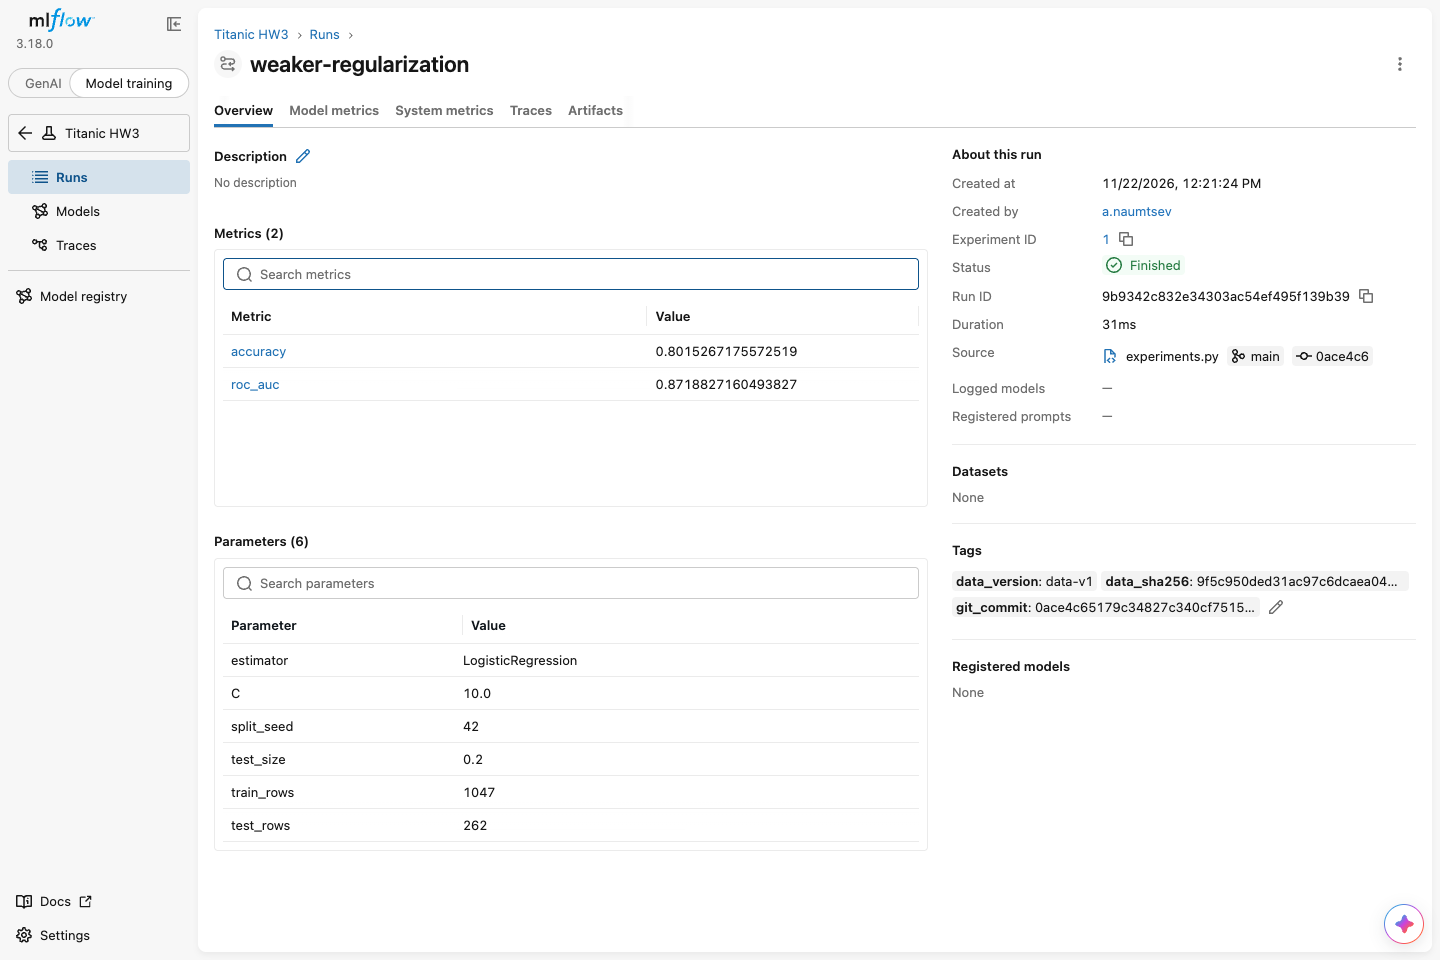 mlflow
3.18.0
GenAI Model training
Titanic HW3
Runs
Models
Traces
Model registry
Docs
Settings
Titanic HW3 › Runs ›
weaker-regularization
Overview Model metrics System metrics Traces Artifacts
Description
No description
Metrics (2)
Search metrics
Metric Value
accuracy 0.8015267175572519
roc_auc 0.8718827160493827
Parameters (6)
Search parameters
Parameter Value
estimator LogisticRegression
C 10.0
split_seed 42
test_size 0.2
train_rows 1047
test_rows 262
About this run
Created at 11/22/2026, 12:21:24 PM
Created by a.naumtsev
Experiment ID 1
Status Finished
Run ID 9b9342c832e34303ac54ef495f139b39
Duration 31ms
Source experiments.py main 0ace4c6
Logged models —
Registered prompts —
Datasets
None
Tags
data_version: data-v1 data_sha256: 9f5c950ded31ac97c6dcaea04...
git_commit: 0ace4c65179c34827c340cf7515...
Registered models
None